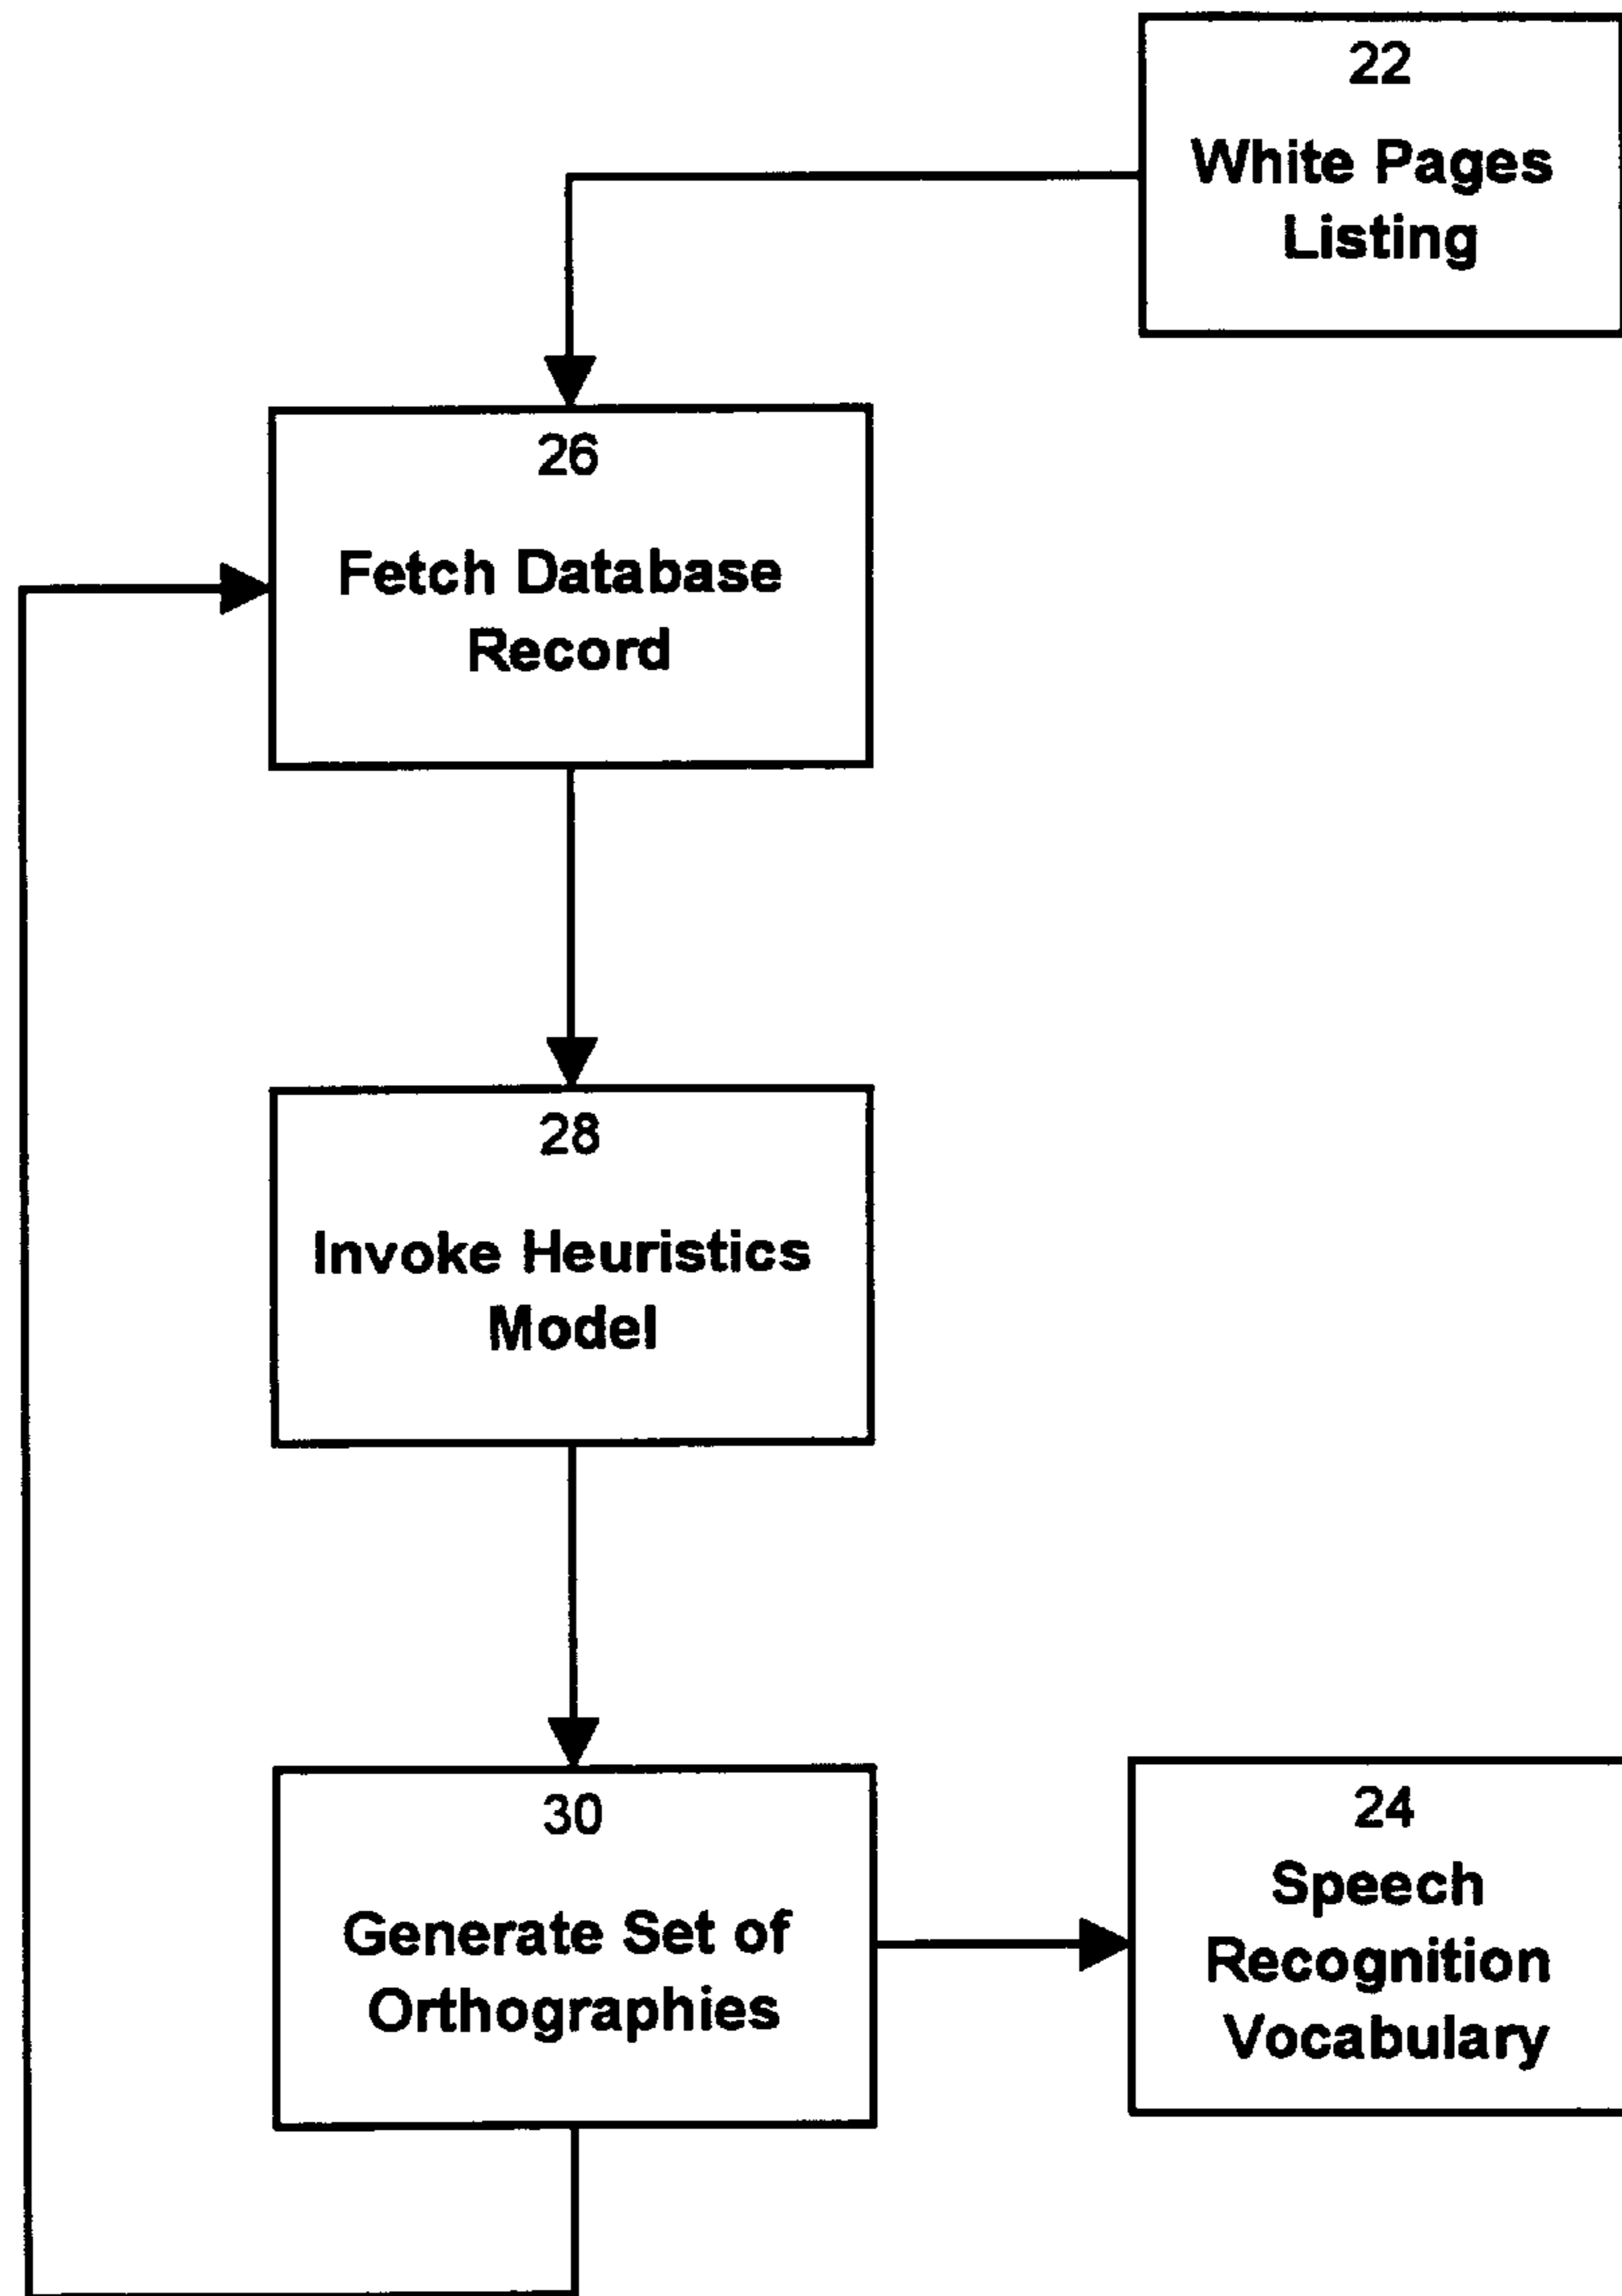 22
White Pages
Listing
26
Fetch Database
Record
28
Invoke Heuristics
Model
30
Generate Set of
Orthographies
24
Speech
Recognition
Vocabulary